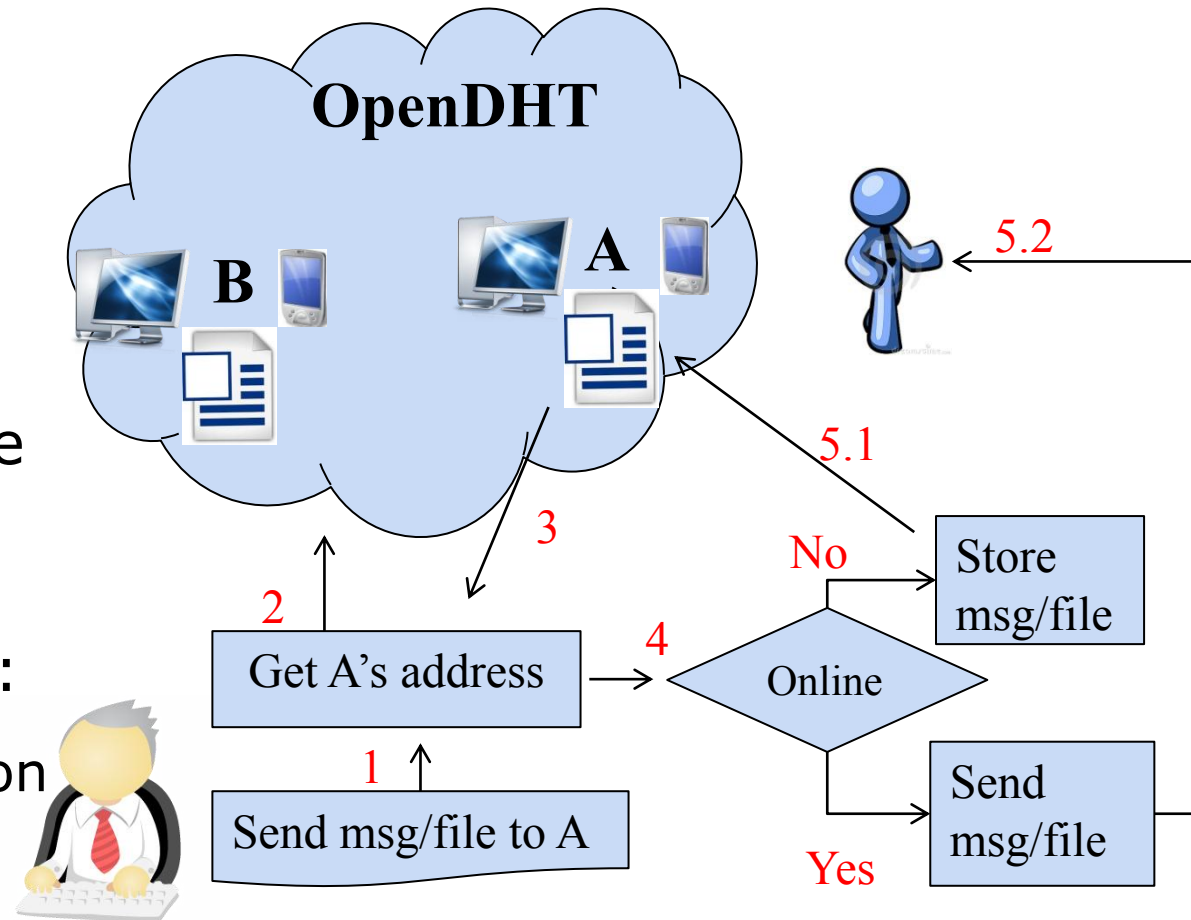 OpenDHT
A
B
5.2
e
5.1
3
No
Store
msg/file
2
:
Get A's address
4
Online
on
1
Send msg/file to A
Send
msg/file
Yes